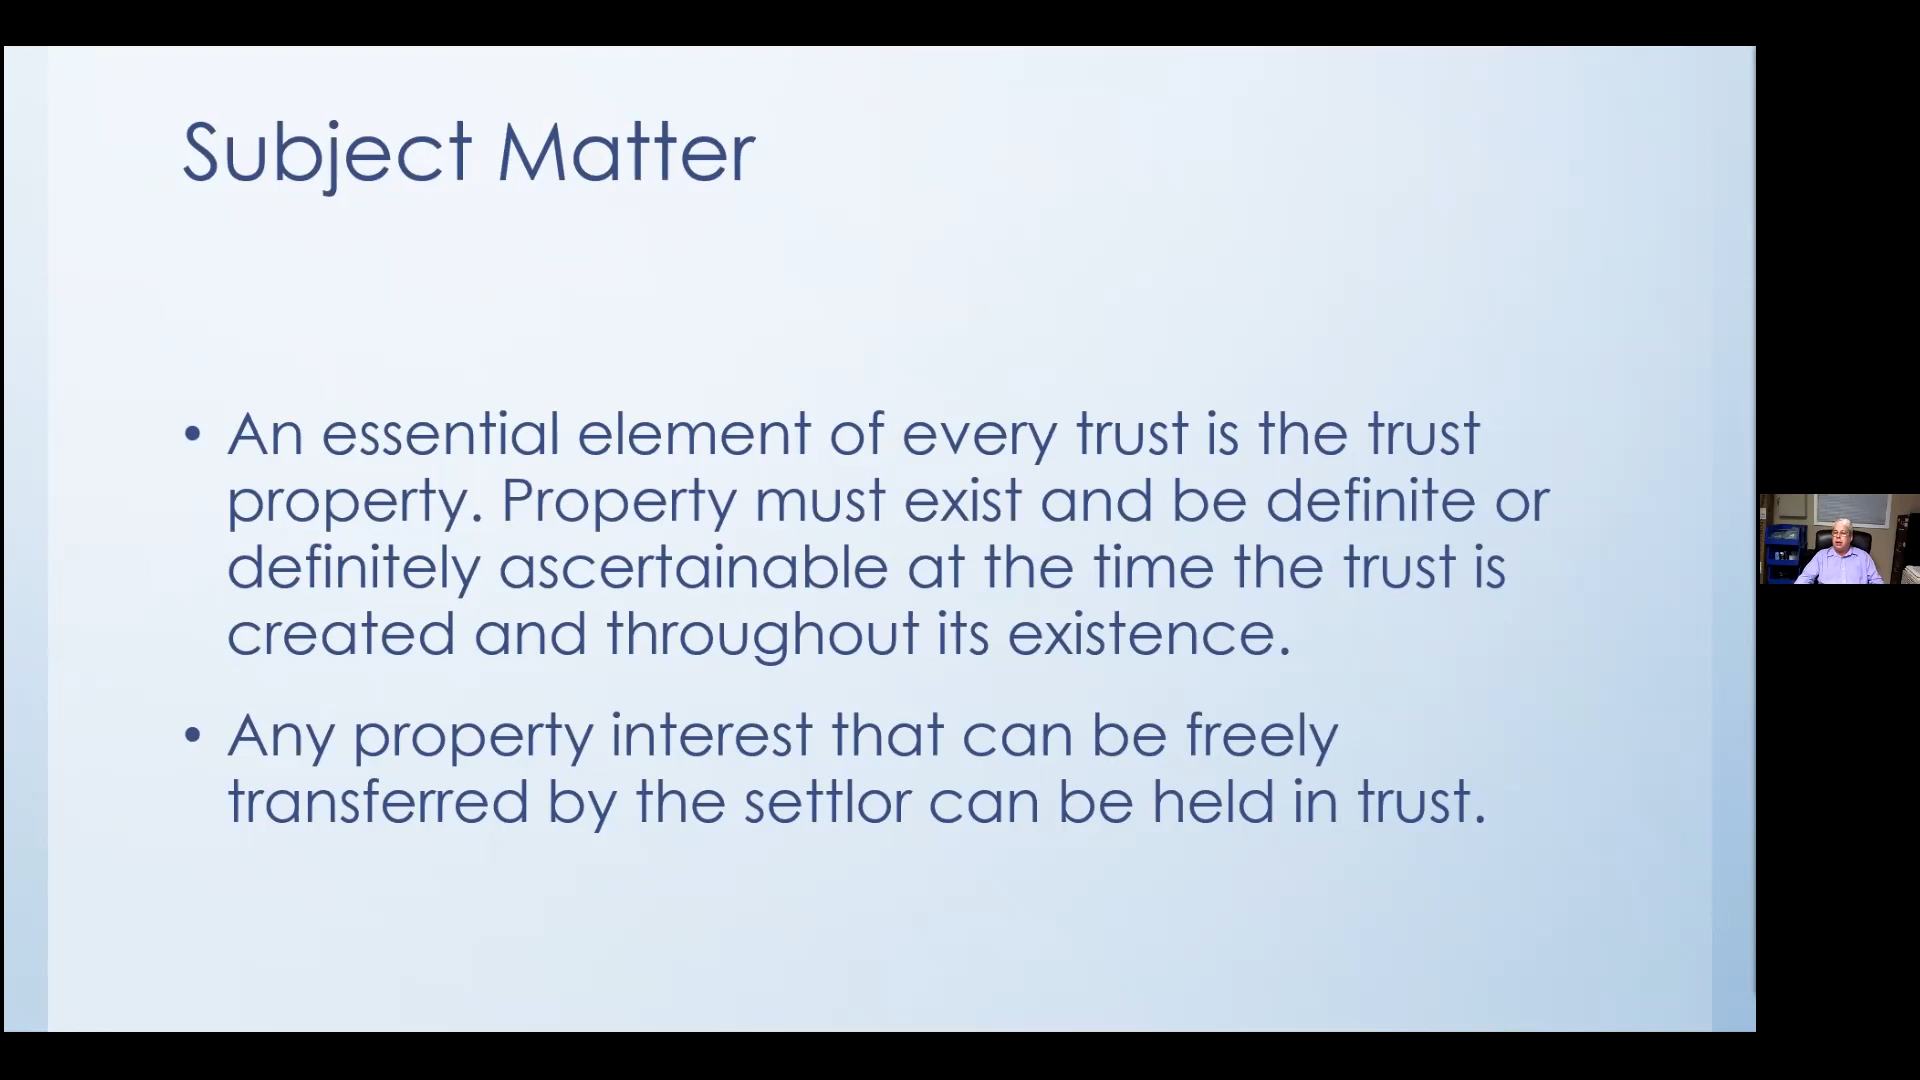 Subject Matter
• An essential element of every trust is the trust
property. Property must exist and be definite or
definitely ascertainable at the time the trust is
created and throughout its existence.
• Any property interest that can be freely
transferred by the settlor can be held in trust.